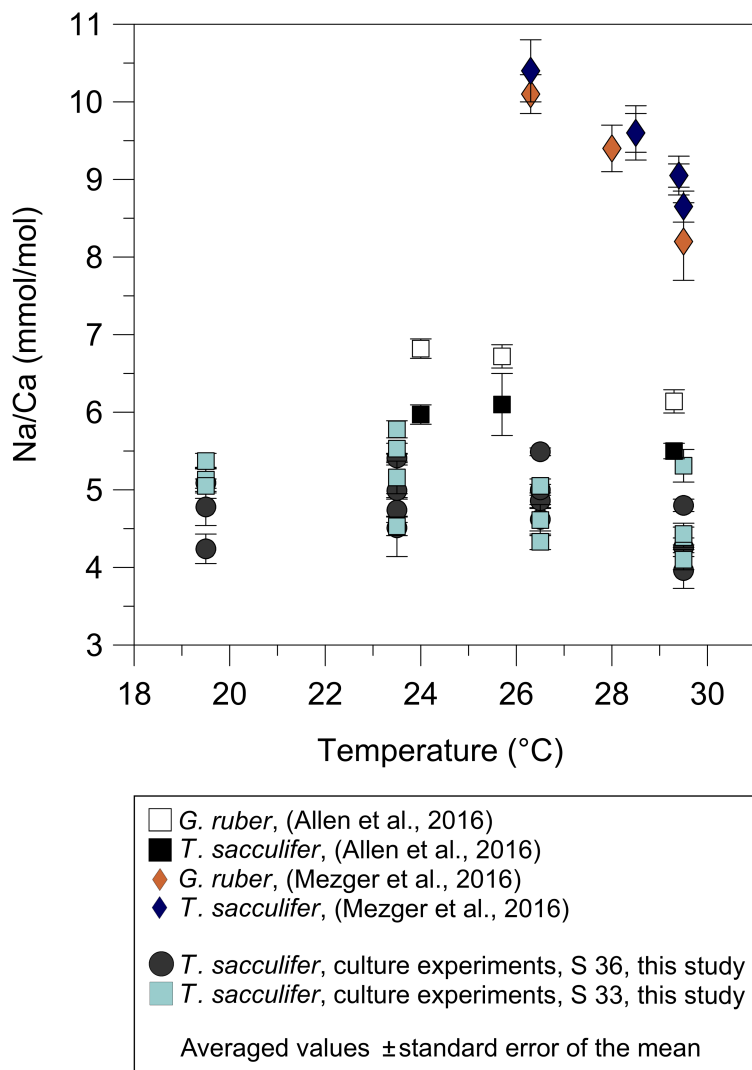 11
10
9
8
7
6
5
4
3
Na/Ca (mmol/mol)
18 20 22 24 26 28 30
Temperature (°C)
G. ruber, (Allen et al., 2016)
T. sacculifer, (Allen et al., 2016)
G. ruber, (Mezger et al., 2016)
T. sacculifer, (Mezger et al., 2016)
T. sacculifer, culture experiments, S 36, this study
T. sacculifer, culture experiments, S 33, this study
Averaged values ±standard error of the mean